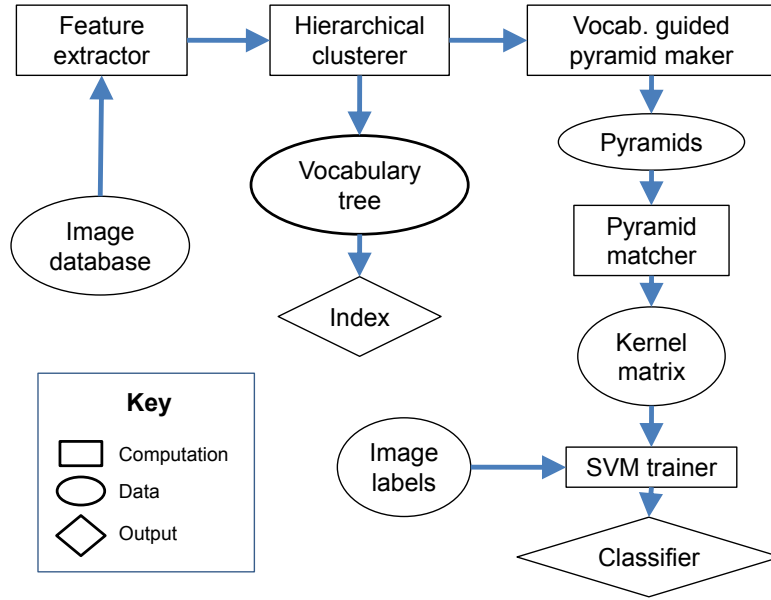 Feature
extractor
Hierarchical
clusterer
Vocab. guided
pyramid maker
Image
database
Vocabulary
tree
Index
Pyramids
Pyramid
matcher
Kernel
matrix
Image
labels
SVM trainer
Classifier
Key
Computation
Data
Output